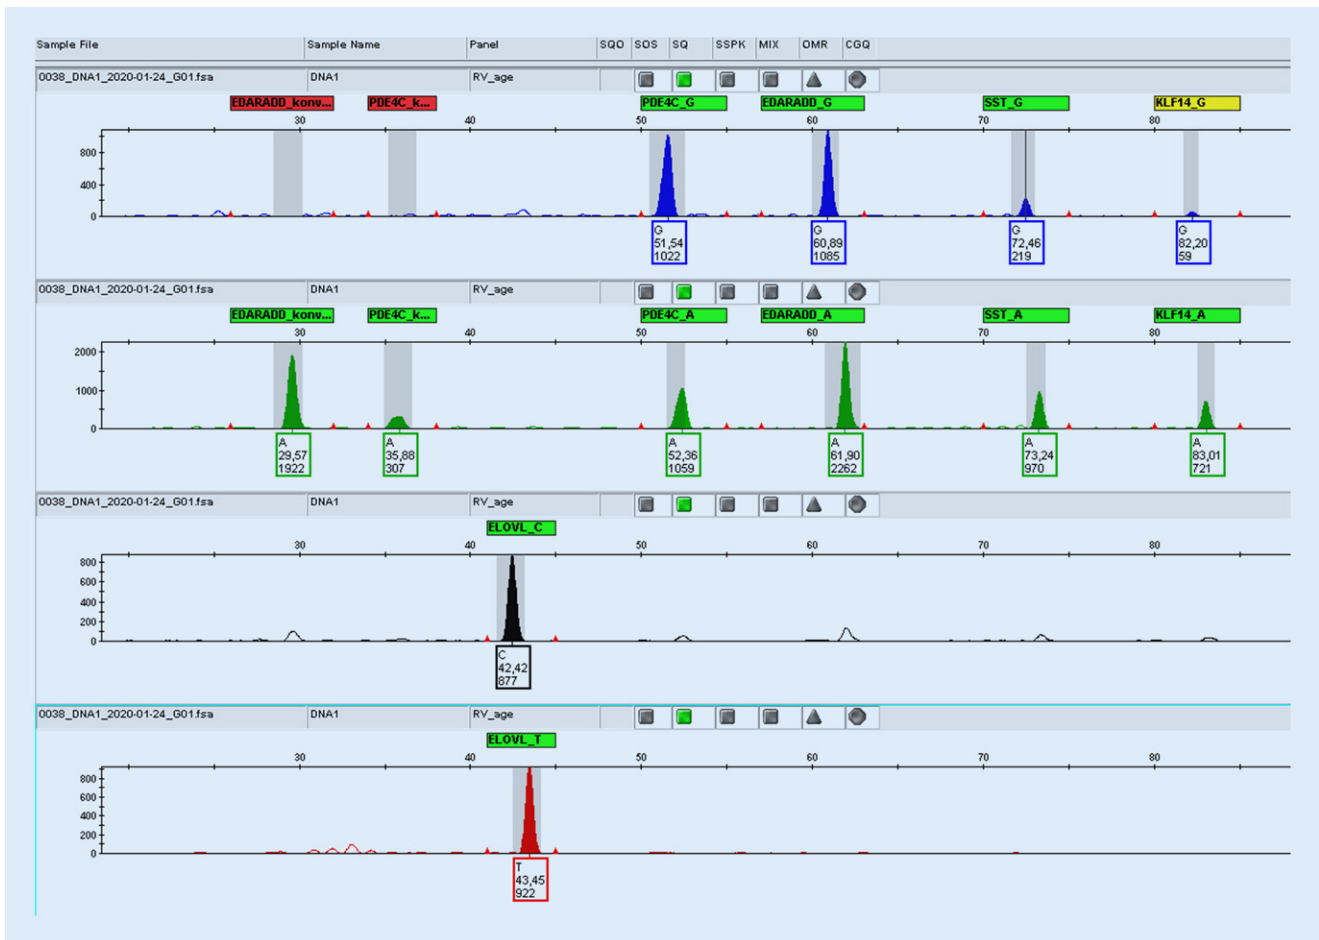 Sample File Sample Name Panel SQO SOS SQ SSPK MIX OMR CGQ
0038_DNA1_2020-01-24_G01.fsa DNA1 RV_age
EDARADD_konv... PDE4C_k... PDE4C_G EDARADD_G SST_G KLF14_G
30 40 50 60 70 80
800
400
0
G G G G
51,54 60,89 72,46 82,20
1022 1085 219 59
0038_DNA1_2020-01-24_G01.fsa DNA1 RV_age
EDARADD_konv... PDE4C_k... PDE4C_A EDARADD_A SST_A KLF14_A
30 40 50 60 70 80
2000
1000
0
A A A A A A
29,57 35,88 52,36 61,90 73,24 83,01
1922 307 1059 2262 970 721
0038_DNA1_2020-01-24_G01.fsa DNA1 RV_age
ELOVL_C
30 40 50 60 70 80
800
600
400
200
0
C
42,42
877
0038_DNA1_2020-01-24_G01.fsa DNA1 RV_age
ELOVL_T
30 40 50 60 70 80
800
600
400
200
0
T
43,45
922